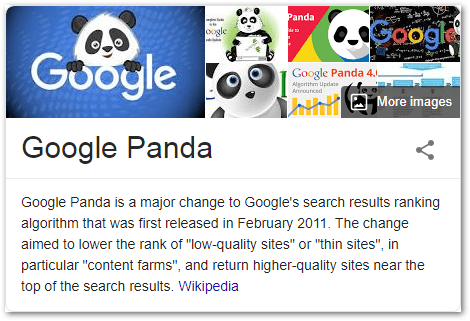 Google
Google
Panda
Google
Google Panda 4.
Algorithm Update
Announced
More images
Google Panda
Google Panda is a major change to Google's search results ranking
algorithm that was first released in February 2011. The change
aimed to lower the rank of "low-quality sites" or "thin sites", in
particular "content farms", and return higher-quality sites near the
top of the search results. Wikipedia